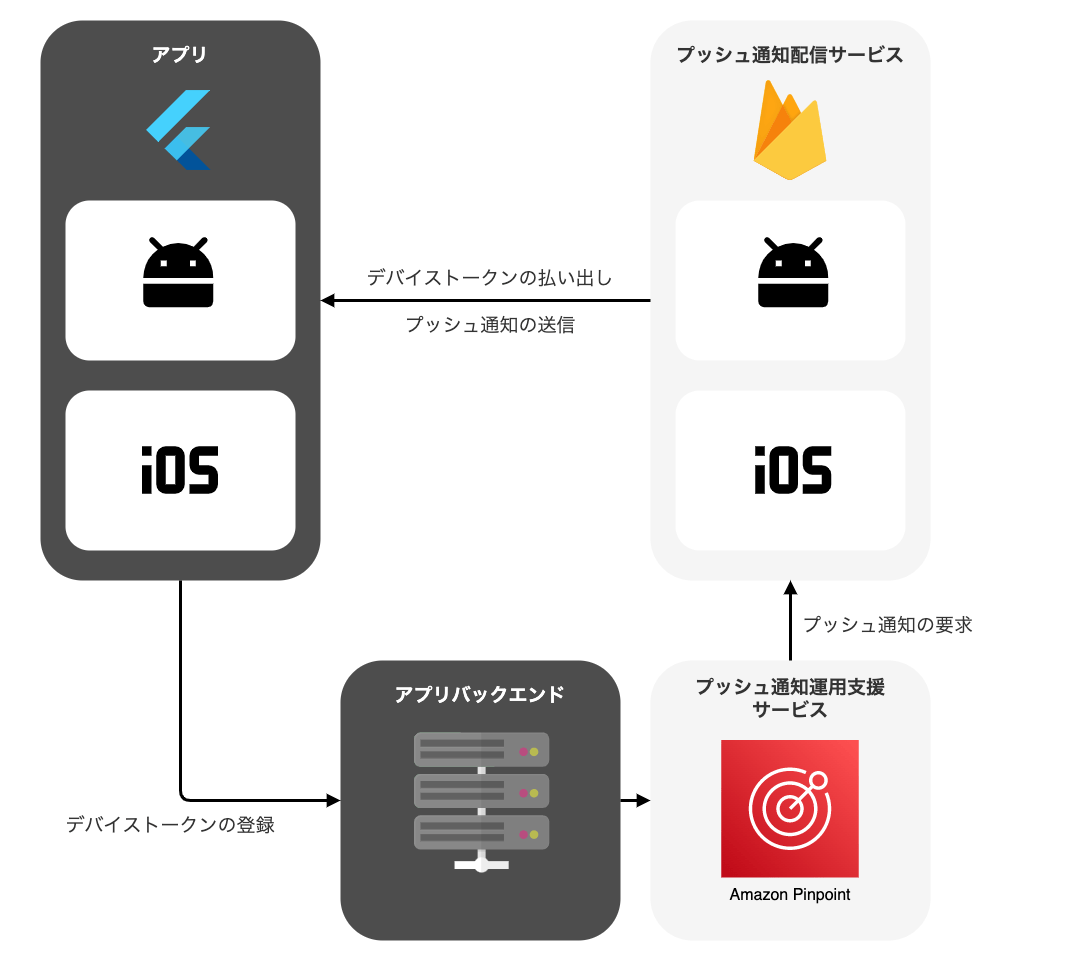 アプリ
プッシュ通知配信サービス
デバイストークンの払い出し
プッシュ通知の送信
iOS
iOS
プッシュ通知の要求
アプリバックエンド
プッシュ通知運用支援
サービス
デバイストークンの登録
Amazon Pinpoint